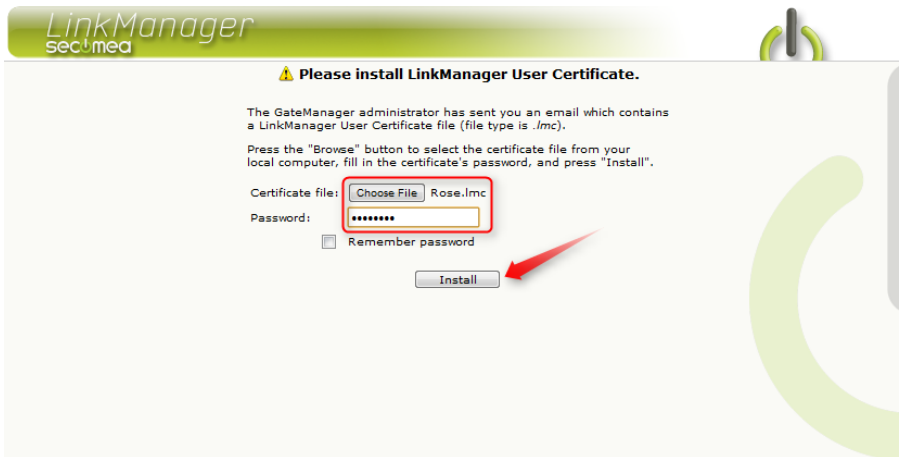 LinkManager
secomea
Please install LinkManager User Certificate.
The GateManager administrator has sent you an email which contains
a LinkManager User Certificate file (file type is .lmc).
Press the "Browse" button to select the certificate file from your
local computer, fill in the certificate's password, and press "Install".
Certificate file: Choose File Rose.lmc
Password: ••••••••
Remember password
Install